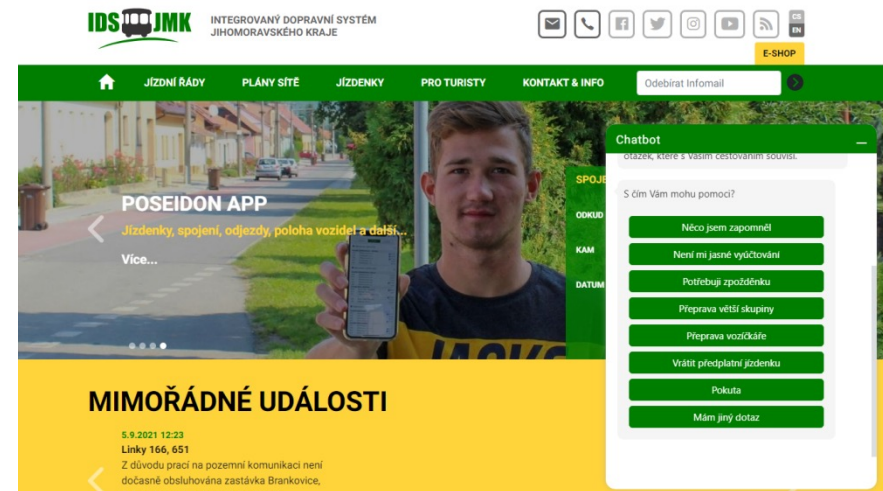 IDS JMK
INTEGROVANÝ DOPRAVNÍ SYSTÉM
JIHOMORAVSKÉHO KRAJE
CS
EN
E-SHOP
JÍZDNÍ ŘÁDY
PLÁNY SÍTĚ
JÍZDENKY
PRO TURISTY
KONTAKT & INFO
Odebírat Infomail
POSEIDON APP
Jízdenky, spojení, odjezdy, poloha vozidel a další...
Více...
SPOJE
ODKUD
KAM
DATUM
Chatbot
otázek, které s Vaším cestováním souvisí.
S čím Vám mohu pomoci?
Něco jsem zapomněl
Není mi jasné vyúčtování
Potřebuji zpožděnku
Přeprava větší skupiny
Přeprava vozíčkáře
Vrátit předplatní jízdenku
Pokuta
Mám jiný dotaz
MIMOŘÁDNÉ UDÁLOSTI
5.9.2021 12:23
Linky 166, 651
Z důvodu prací na pozemní komunikaci není
dočasně obsluhována zastávka Brankovice,